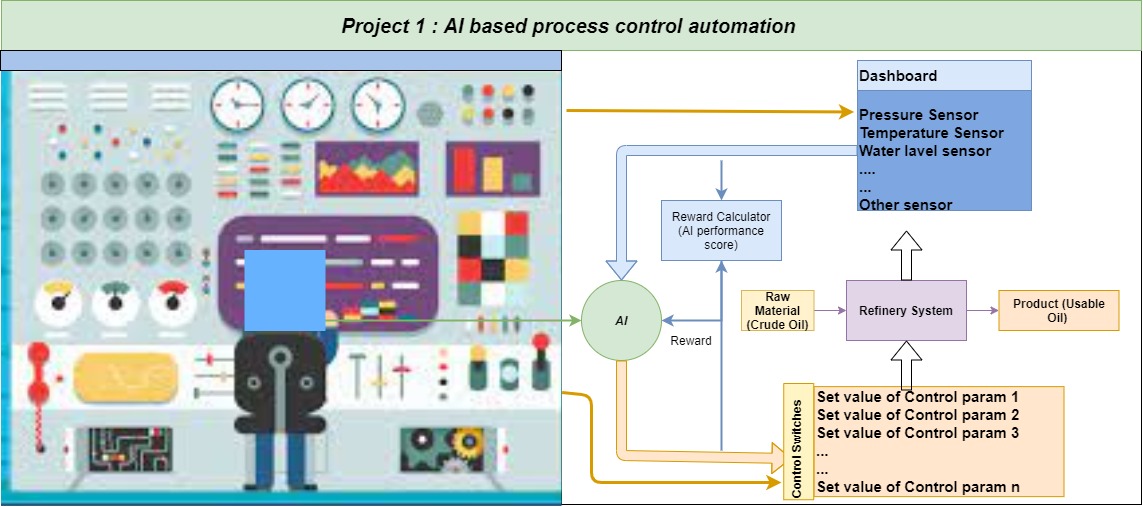 Project 1 : AI based process control automation
Dashboard
Pressure Sensor
Temperature Sensor
Water lavel sensor
....
...
Other sensor
Reward Calculator
(AI performance
score)
AI
Reward
Raw
Material
(Crude Oil)
Refinery System
Product (Usable
Oil)
Control Switches
Set value of Control param 1
Set value of Control param 2
Set value of Control param 3
...
...
Set value of Control param n